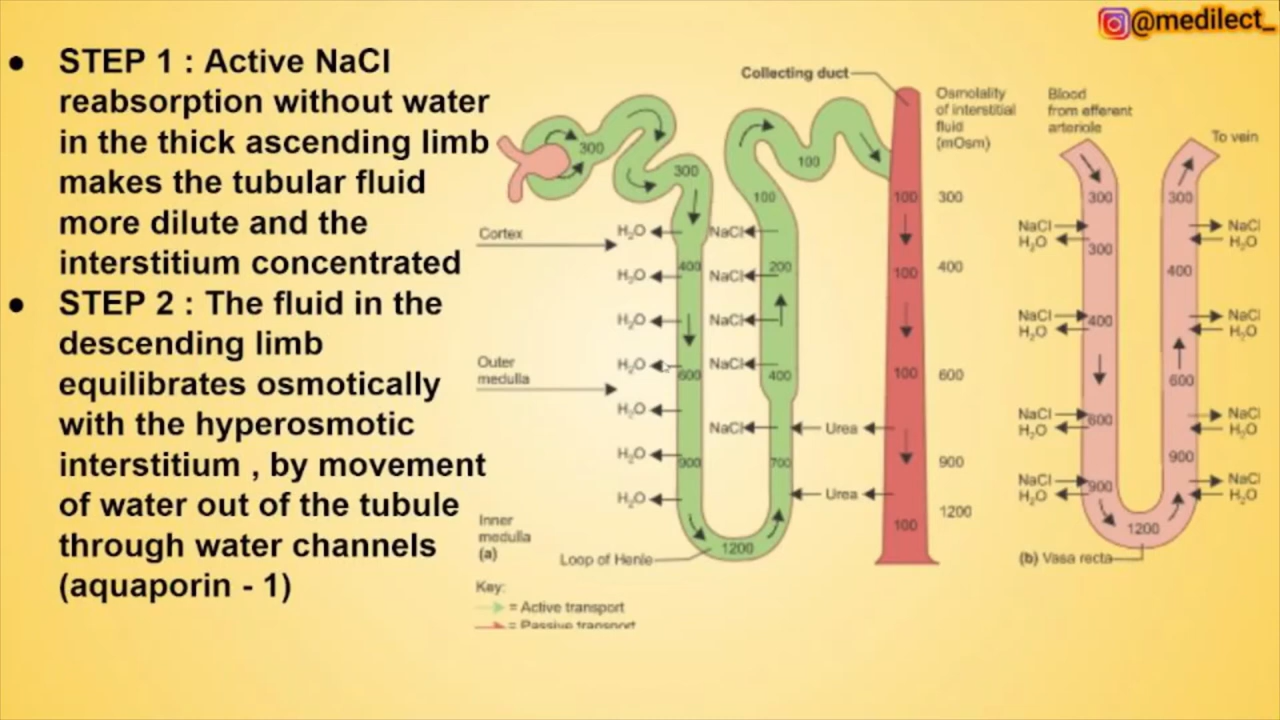 @medilect_
● STEP 1 : Active NaCl
reabsorption without water
in the thick ascending limb
makes the tubular fluid
more dilute and the
interstitium concentrated
● STEP 2 : The fluid in the
descending limb
equilibrates osmotically
with the hyperosmotic
interstitium , by movement
of water out of the tubule
through water channels
(aquaporin - 1)
Collecting duct
Osmolality
of interstitial
fluid
(mOsm)
300
400
600
900
1200
Cortex
Outer
medulla
Inner
medulla
(a)
300
300
H₂O
H₂O
H₂O
H₂O
H₂O
H₂O
H₂O
400
600
900
1200
Loop of Henle
NaCl
NaCl
NaCl
NaCl
NaCl
100
100
200
400
700
Urea
Urea
100
100
100
100
Key:
= Active transport
= Passive transport
Blood
from efferent
arteriole
To vein
300
300
400
600
900
1200
300
400
600
900
NaCl
H₂O
NaCl
H₂O
NaCl
H₂O
NaCl
H₂O
NaCl
H₂O
NaCl
H₂O
NaCl
H₂O
NaCl
H₂O
(b) Vasa recta